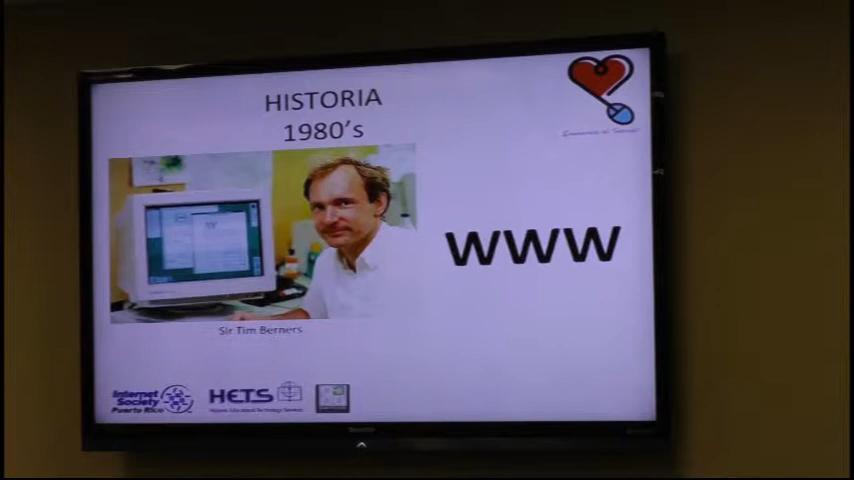 HISTORIA
1980's
WWW
Sir Tim Berners
Internet
Society
Puerto Rico
HETS